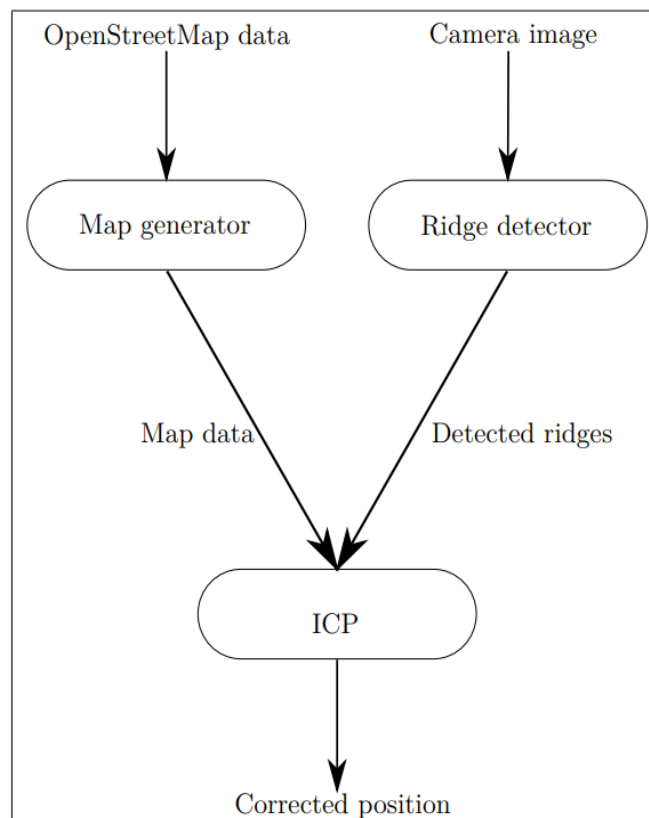 OpenStreetMap data
Camera image
Map generator
Ridge detector
Map data
Detected ridges
ICP
Corrected position